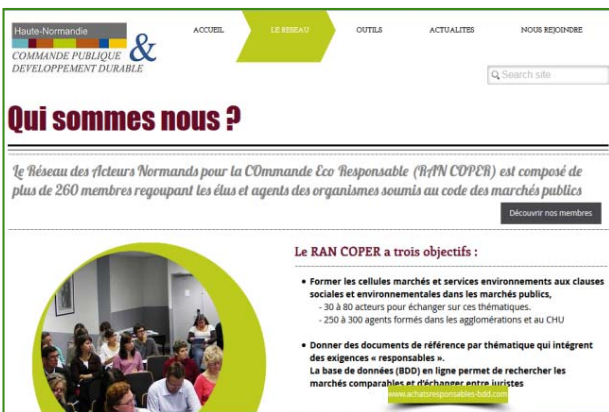 Haute-Normandie
COMMANDE PUBLIQUE & DEVELOPPEMENT DURABLE
ACCUEIL LE RESEAU OUTILS ACTUALITES NOUS REJOINDRE
Search site
Qui sommes nous ?
Le Réseau des Acteurs Normands pour la COmmande Eco Responsable (RAN COPER) est composé de
plus de 260 membres regoupant les élus et agents des organismes soumis au code des marchés publics
Découvrir nos membres
Le RAN COPER a trois objectifs :
• Former les cellules marchés et services environnements aux clauses
sociales et environnementales dans les marchés publics,
- 30 à 80 acteurs pour échanger sur ces thématiques.
- 250 à 300 agents formés dans les agglomérations et au CHU
• Donner des documents de référence par thématique qui intégrent
des exigences « responsables ».
La base de données (BDD) en ligne permet de rechercher les
marchés comparables et d'échanger entre juristes
www.achatsresponsables-bdd.com